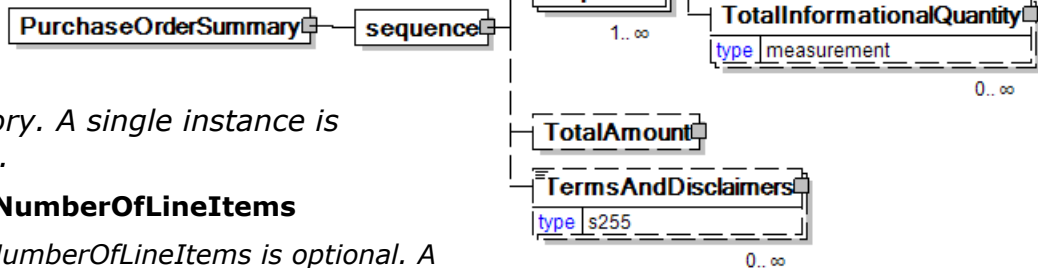 PurchaseOrderSummary
sequence
1.. ∞
TotalInformationalQuantity
type measurement
0.. ∞
ory. A single instance is
.
TotalAmount
NumberOfLineItems
TermsAndDisclaimers
type s255
NumberOfLineItems is optional. A
0.. ∞